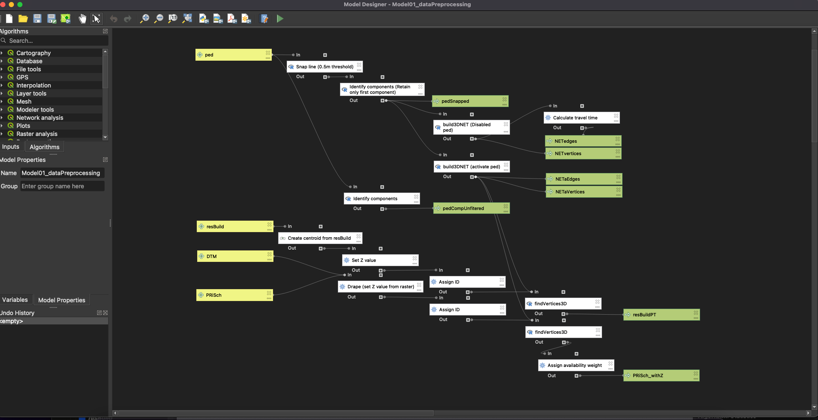 Model Designer - Model01_dataPreprocessing
Algorithms
Search...
Cartography
Database
File tools
GPS
Interpolation
Layer tools
Mesh
Modeler tools
Network analysis
Plots
Raster analysis
Inputs Algorithms
Model Properties
Name Model01_dataPreprocessing
Group Enter group name here
Variables Model Properties
Undo History
<empty>
ped
In
Snap line (0.5m threshold)
Out In
Identify components (Retain
only first component)
Out
pedSnapped
In
build3DNET (Disabled
ped)
Out
In
Calculate travel time
Out
NETedges
NETvertices
In
build3DNET (activate ped)
Out
NETaEdges
NETaVertices
In
Identify components
Out
pedCompUnfitered
resBuild
In
Create centroid from resBuild
Out In
Set Z value
Out
DTM
In
Drape (set Z value from raster)
Out
PRISch
In
Assign ID
Out
In
Assign ID
Out
In
findVertices3D
Out
resBuildPT
In
findVertices3D
Out
In
Assign availability weight
Out
PRISch_withZ